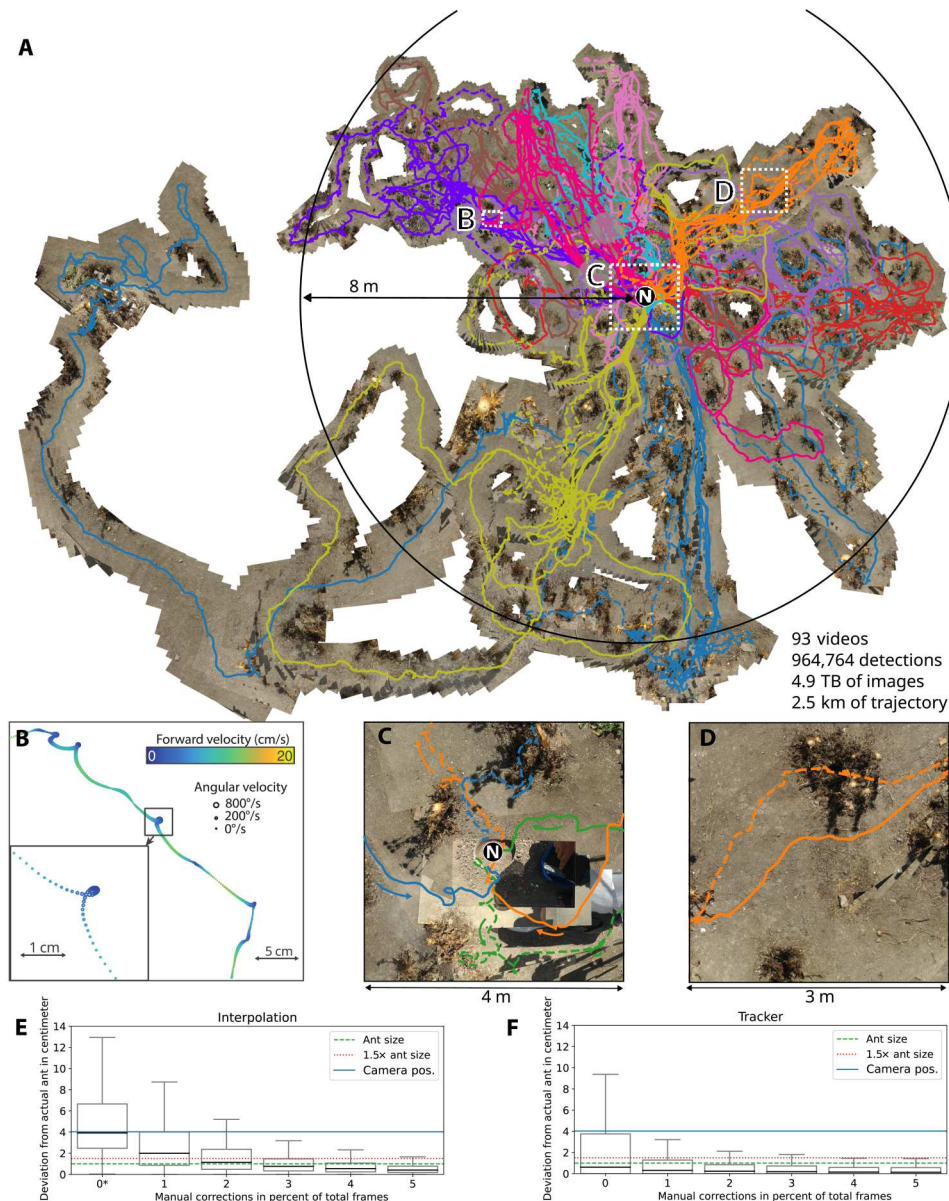 A
D
B
C
8 m
N
93 videos
964,764 detections
4.9 TB of images
2.5 km of trajectory
B
Forward velocity (cm/s)
0 20
Angular velocity
800°/s
200°/s
0°/s
1 cm
5 cm
C
N
4 m
D
3 m
E
Interpolation
Deviation from actual ant in centimeter
14
12
10
8
6
4
2
0
Ant size
1.5× ant size
Camera pos.
0* 1 2 3 4 5
Manual corrections in percent of total frames
F
Tracker
Deviation from actual ant in centimeter
14
12
10
8
6
4
2
0
Ant size
1.5× ant size
Camera pos.
0 1 2 3 4 5
Manual corrections in percent of total frames